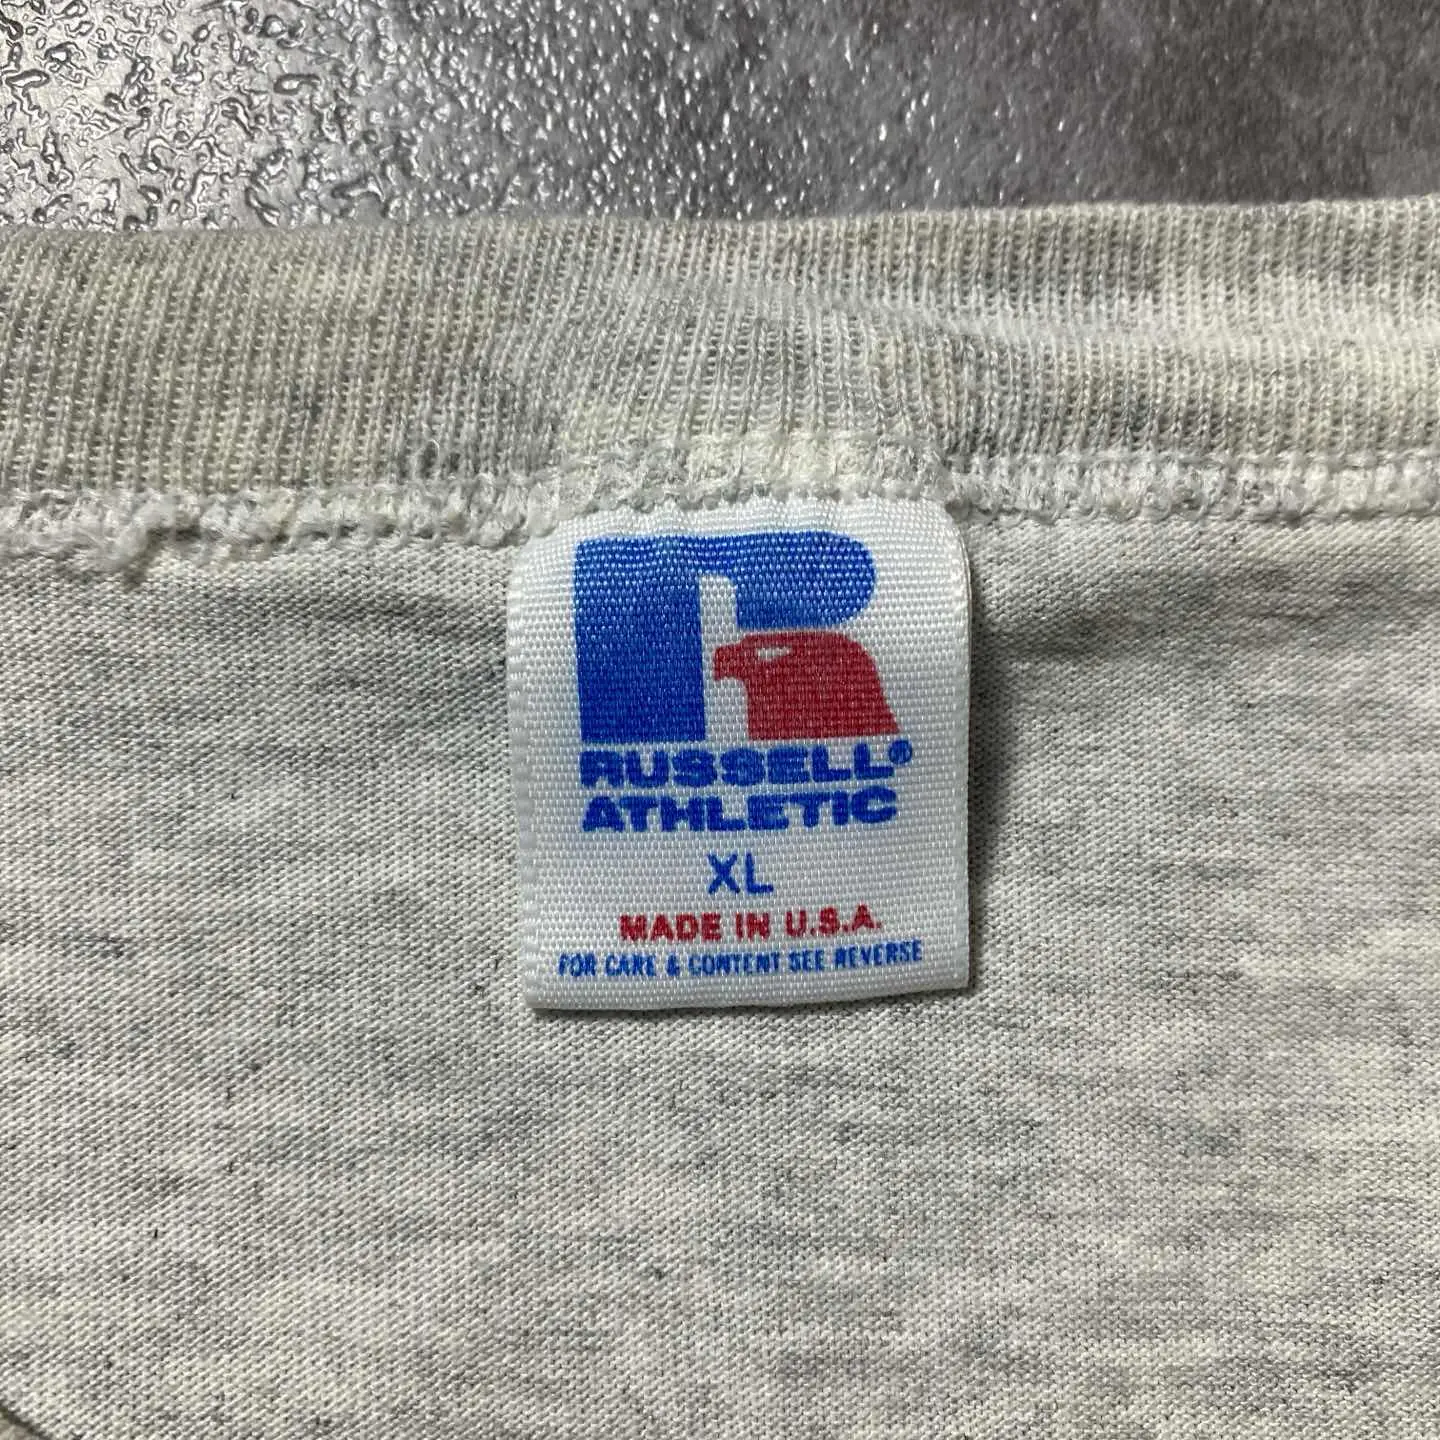 R
RUSSELL®
ATHLETIC
XL
MADE IN U.S.A.
FOR CARE & CONTENT SEE REVERSE